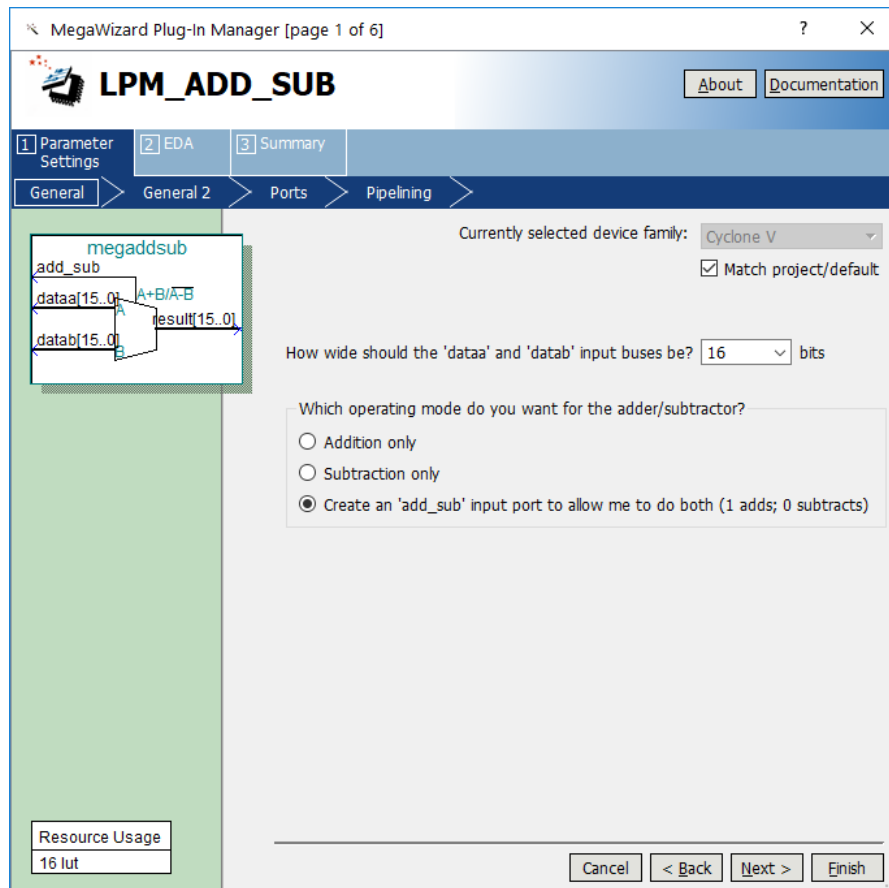 MegaWizard Plug-In Manager [page 1 of 6]
?
LPM_ADD_SUB
About
Documentation
1 Parameter Settings
2 EDA
3 Summary
General
General 2
Ports
Pipelining
megaddsub
add_sub
A+B/A-B
dataa[15..0]
A
result[15..0]
datab[15..0]
B
Currently selected device family:
Cyclone V
Match project/default
How wide should the 'dataa' and 'datab' input buses be?
16
bits
Which operating mode do you want for the adder/subtractor?
Addition only
Subtraction only
Create an 'add_sub' input port to allow me to do both (1 adds; 0 subtracts)
Resource Usage
16 lut
Cancel
< Back
Next >
Finish